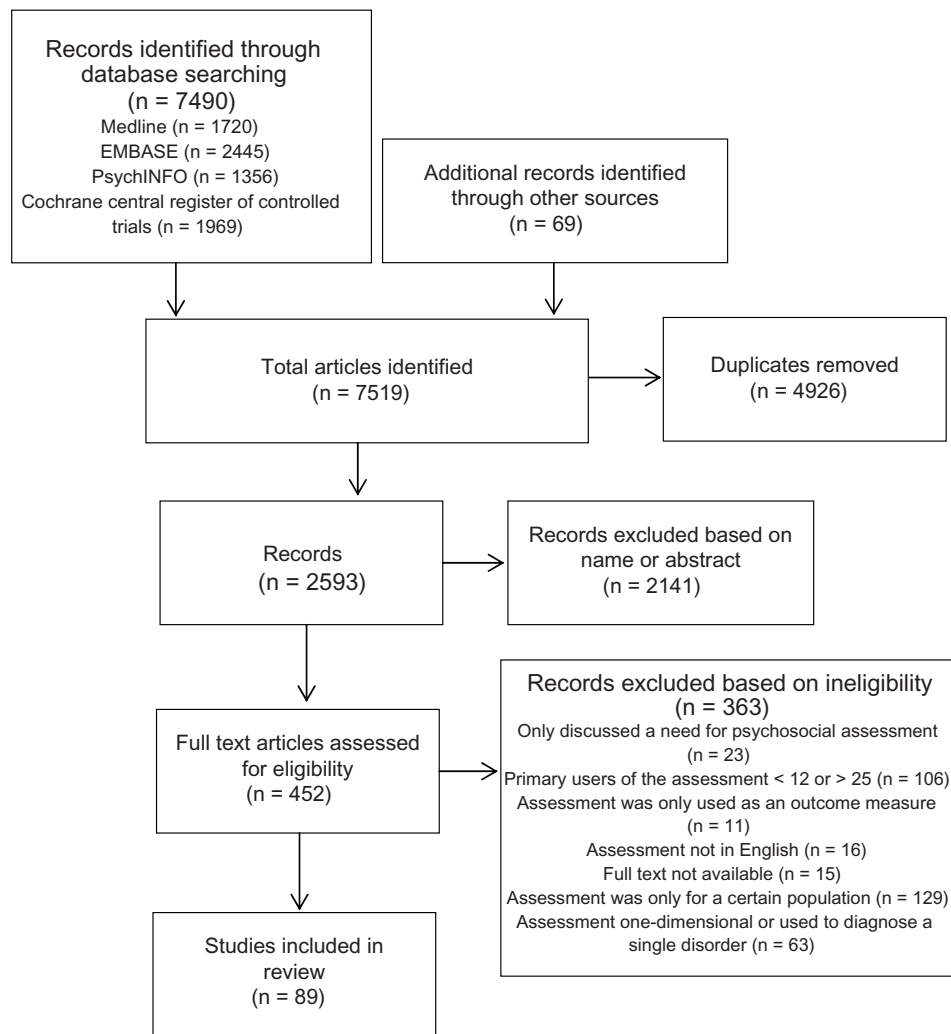 Records identified through
database searching
(n = 7490)
Medline (n = 1720)
EMBASE (n = 2445)
PsychINFO (n = 1356)
Cochrane central register of controlled
trials (n = 1969)
Additional records identified
through other sources
(n = 69)
Total articles identified
(n = 7519)
Duplicates removed
(n = 4926)
Records
(n = 2593)
Records excluded based on
name or abstract
(n = 2141)
Full text articles assessed
for eligibility
(n = 452)
Records excluded based on ineligibility
(n = 363)
Only discussed a need for psychosocial assessment
(n = 23)
Primary users of the assessment < 12 or > 25 (n = 106)
Assessment was only used as an outcome measure
(n = 11)
Assessment not in English (n = 16)
Full text not available (n = 15)
Assessment was only for a certain population (n = 129)
Assessment one-dimensional or used to diagnose a
single disorder (n = 63)
Studies included in
review
(n = 89)